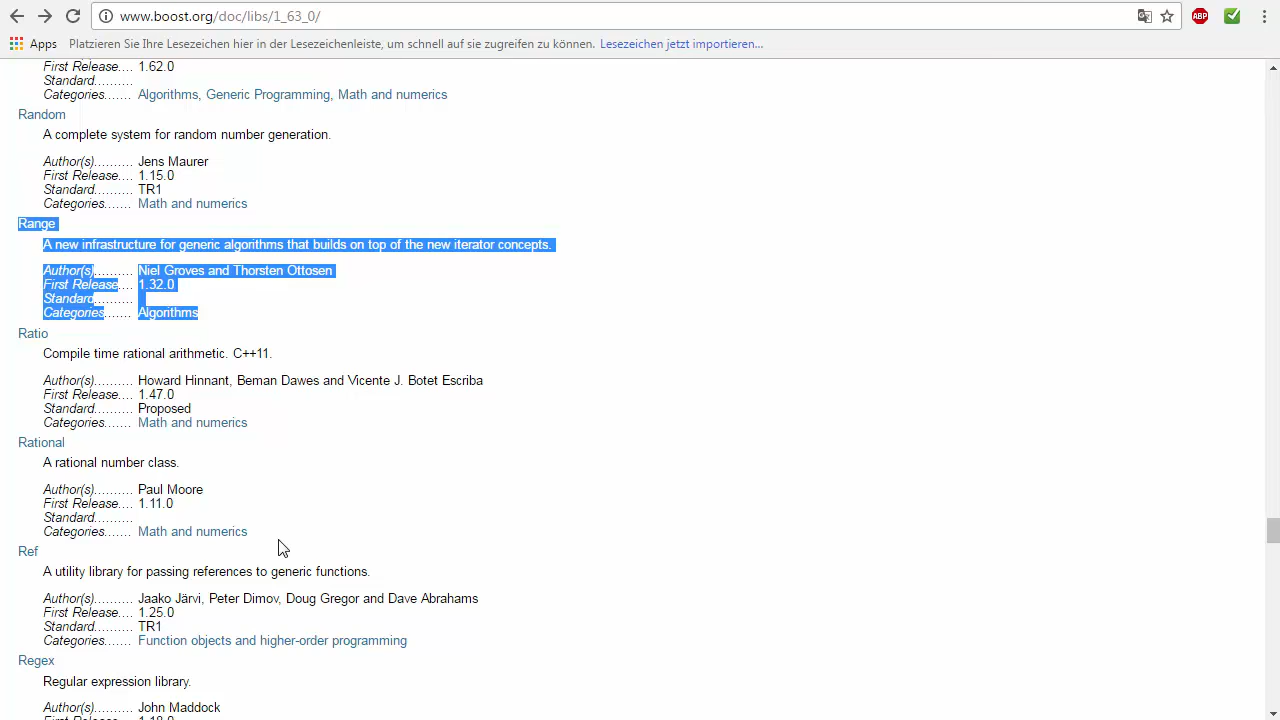 www.boost.org/doc/libs/1_63_0/
ABP
Apps Platzieren Sie Ihre Lesezeichen hier in der Lesezeichenleiste, um schnell auf sie zugreifen zu können. Lesezeichen jetzt importieren...
First Release.... 1.62.0
Standard.........
Categories....... Algorithms, Generic Programming, Math and numerics
Random
A complete system for random number generation.
Author(s).......... Jens Maurer
First Release.... 1.15.0
Standard.......... TR1
Categories....... Math and numerics
Range
A new infrastructure for generic algorithms that builds on top of the new iterator concepts.
Author(s).......... Niel Groves and Thorsten Ottosen
First Release.... 1.32.0
Standard..........
Categories....... Algorithms
Ratio
Compile time rational arithmetic. C++11.
Author(s).......... Howard Hinnant, Beman Dawes and Vicente J. Botet Escriba
First Release.... 1.47.0
Standard.......... Proposed
Categories....... Math and numerics
Rational
A rational number class.
Author(s).......... Paul Moore
First Release.... 1.11.0
Standard..........
Categories....... Math and numerics
Ref
A utility library for passing references to generic functions.
Author(s).......... Jaako Järvi, Peter Dimov, Doug Gregor and Dave Abrahams
First Release.... 1.25.0
Standard.......... TR1
Categories....... Function objects and higher-order programming
Regex
Regular expression library.
Author(s).......... John Maddock
First Release.... 1.18.0